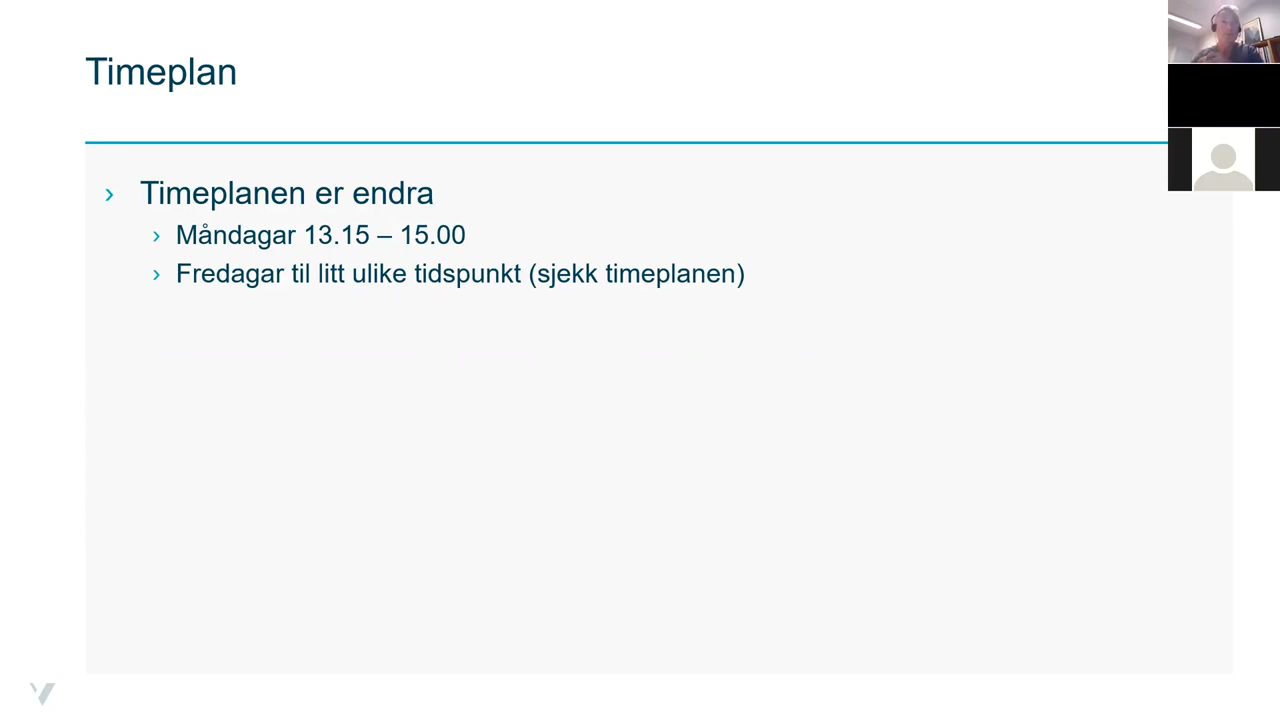 Timeplan
› Timeplanen er endra
› Måndagar 13.15 – 15.00
› Fredagar til litt ulike tidspunkt (sjekk timeplanen)